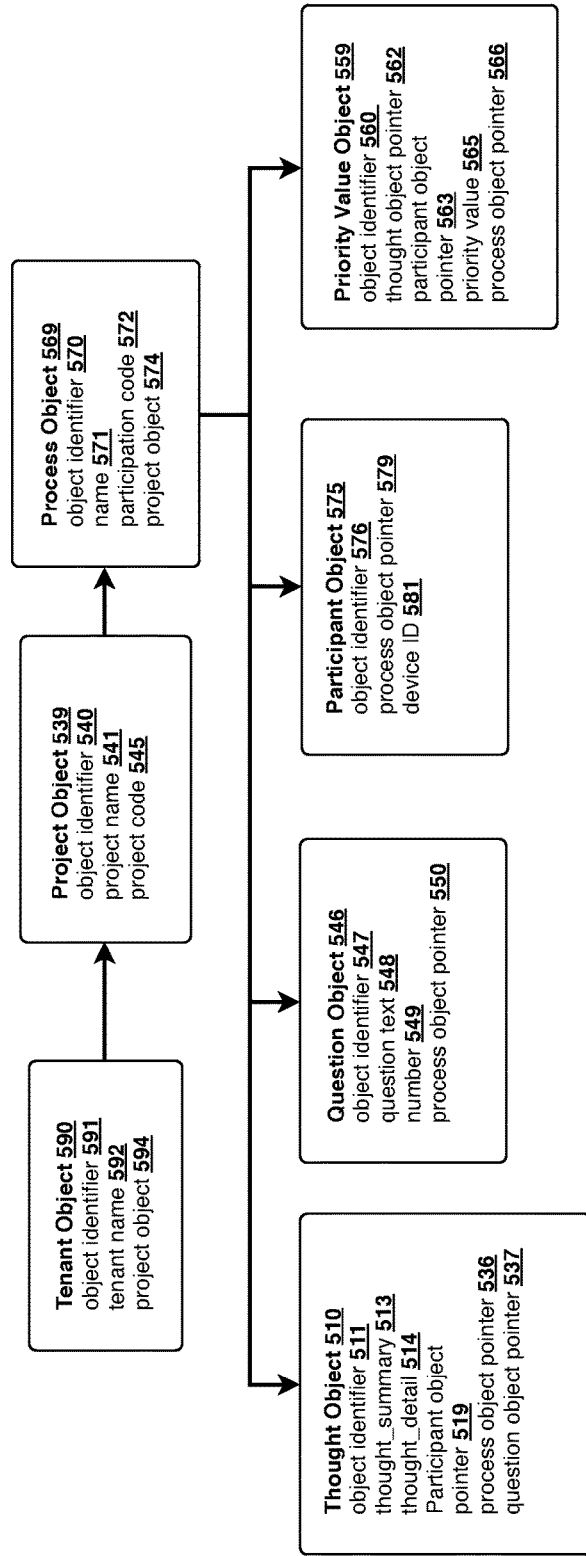 Tenant Object 590
object identifier 591
tenant name 592
project object 594
Project Object 539
object identifier 540
project name 541
project code 545
Process Object 569
object identifier 570
name 571
participation code 572
project object 574
Thought Object 510
object identifier 511
thought_summary 513
thought_detail 514
Participant object
pointer 519
process object pointer 536
question object pointer 537
Question Object 546
object identifier 547
question text 548
number 549
process object pointer 550
Participant Object 575
object identifier 576
process object pointer 579
device ID 581
Priority Value Object 559
object identifier 560
thought object pointer 562
participant object
pointer 563
priority value 565
process object pointer 566